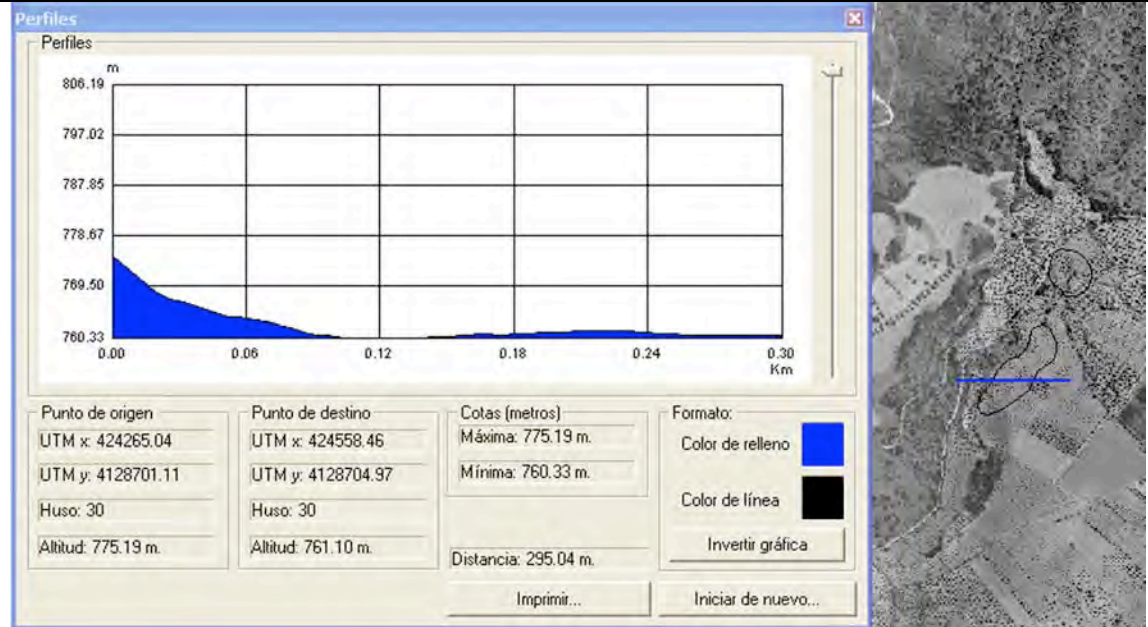 Perfiles
Perfiles
m
806.19
797.02
787.85
778.67
769.50
760.33
0.00 0.06 0.12 0.18 0.24 0.30
Km
Punto de origen
UTM x: 424265.04
UTM y: 4128701.11
Huso: 30
Altitud: 775.19 m.
Punto de destino
UTM x: 424558.46
UTM y: 4128704.97
Huso: 30
Altitud: 761.10 m.
Cotas (metros)
Máxima: 775.19 m.
Mínima: 760.33 m.
Distancia: 295.04 m.
Formato:
Color de relleno
Color de línea
Invertir gráfica
Imprimir...
Iniciar de nuevo...